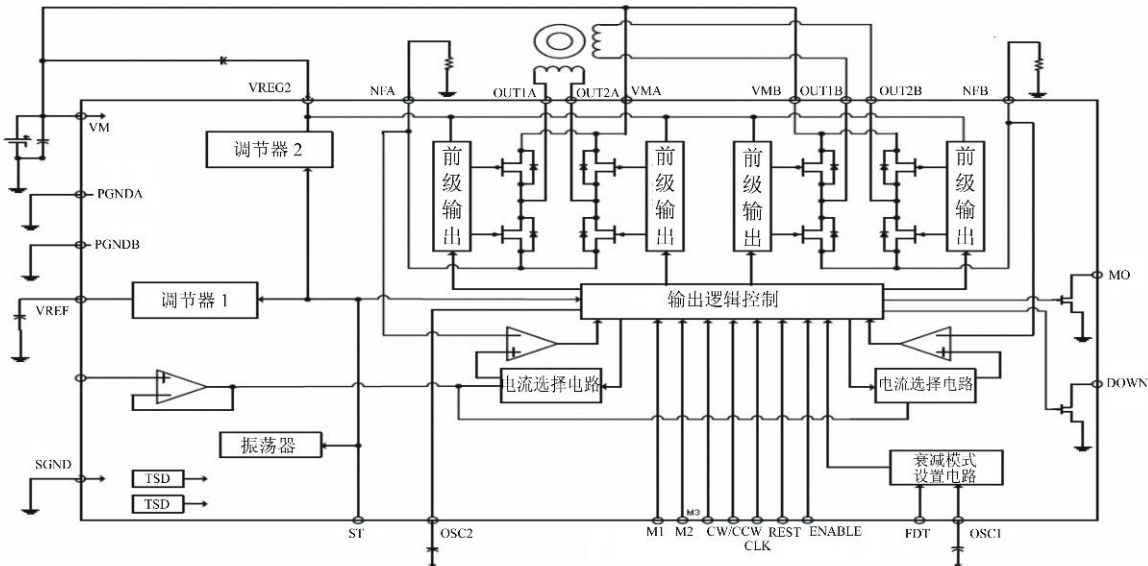 VREG2
NFA
OUT1A
OUT2A
VMA
VMB
OUT1B
OUT2B
NFB
VM
调节器 2
前级输出
前级输出
前级输出
前级输出
PGNDA
PGNDB
VREF
调节器 1
输出逻辑控制
MO
电流选择电路
电流选择电路
DOWN
振荡器
SGND
TSD
TSD
衰减模式
设置电路
ST
OSC2
M1
M2
M3
CW/CCW
CLK
REST
ENABLE
FDT
OSC1